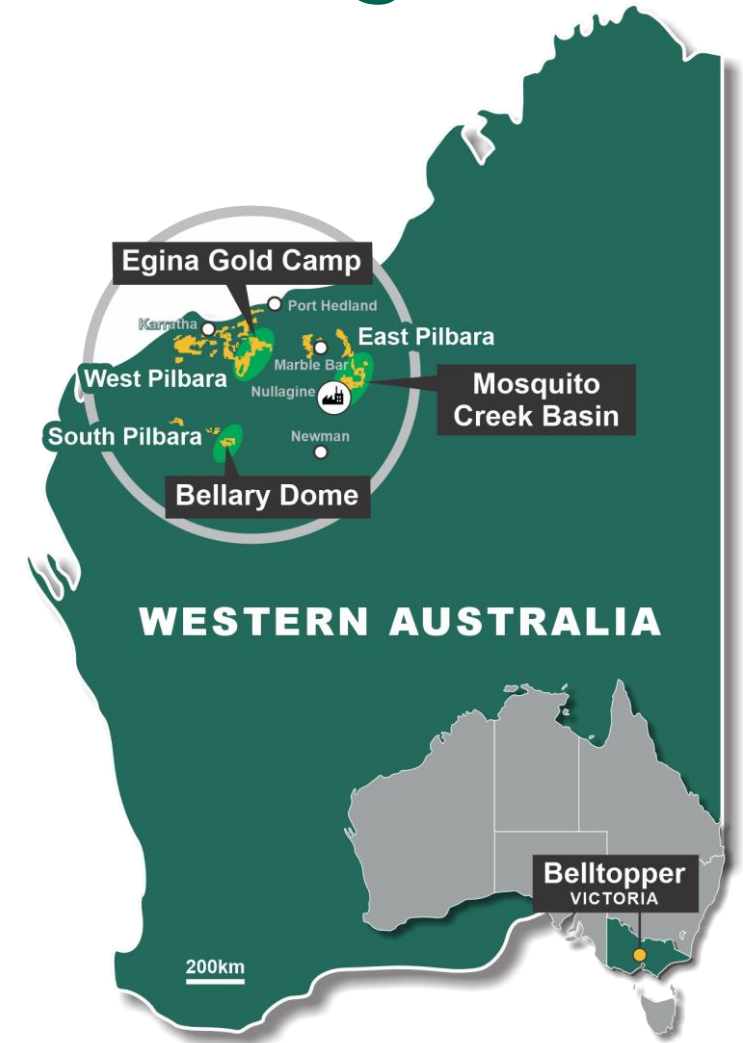 Egina Gold Camp
Port Hedland
Karratha
East Pilbara
Marble Bar
West Pilbara
Nullagine
Mosquito
Creek Basin
South Pilbara
Newman
Bellary Dome
WESTERN AUSTRALIA
Belltopper
VICTORIA
200km